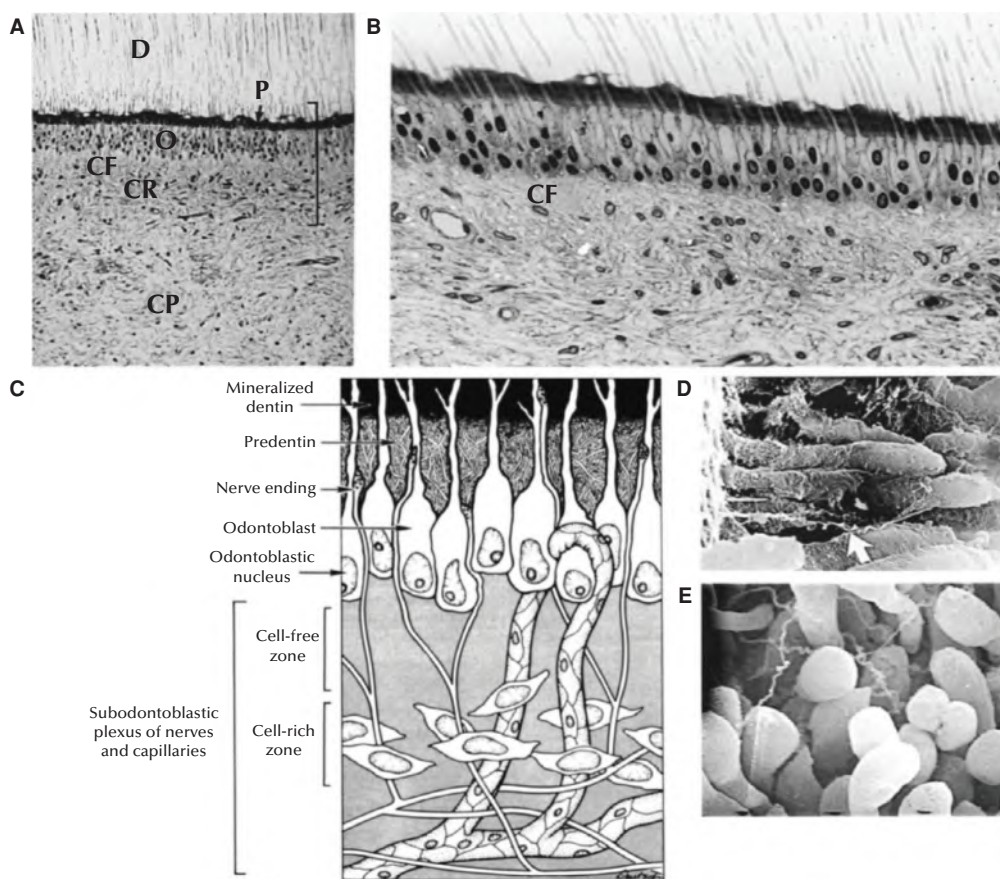 A
D
P
O
CF
CR
CP
B
CF
C
Mineralized
dentin
Predentin
Nerve ending
Odontoblast
Odontoblastic
nucleus
Cell-free
zone
Subodontoblastic
plexus of nerves
and capillaries
Cell-rich
zone
D
E